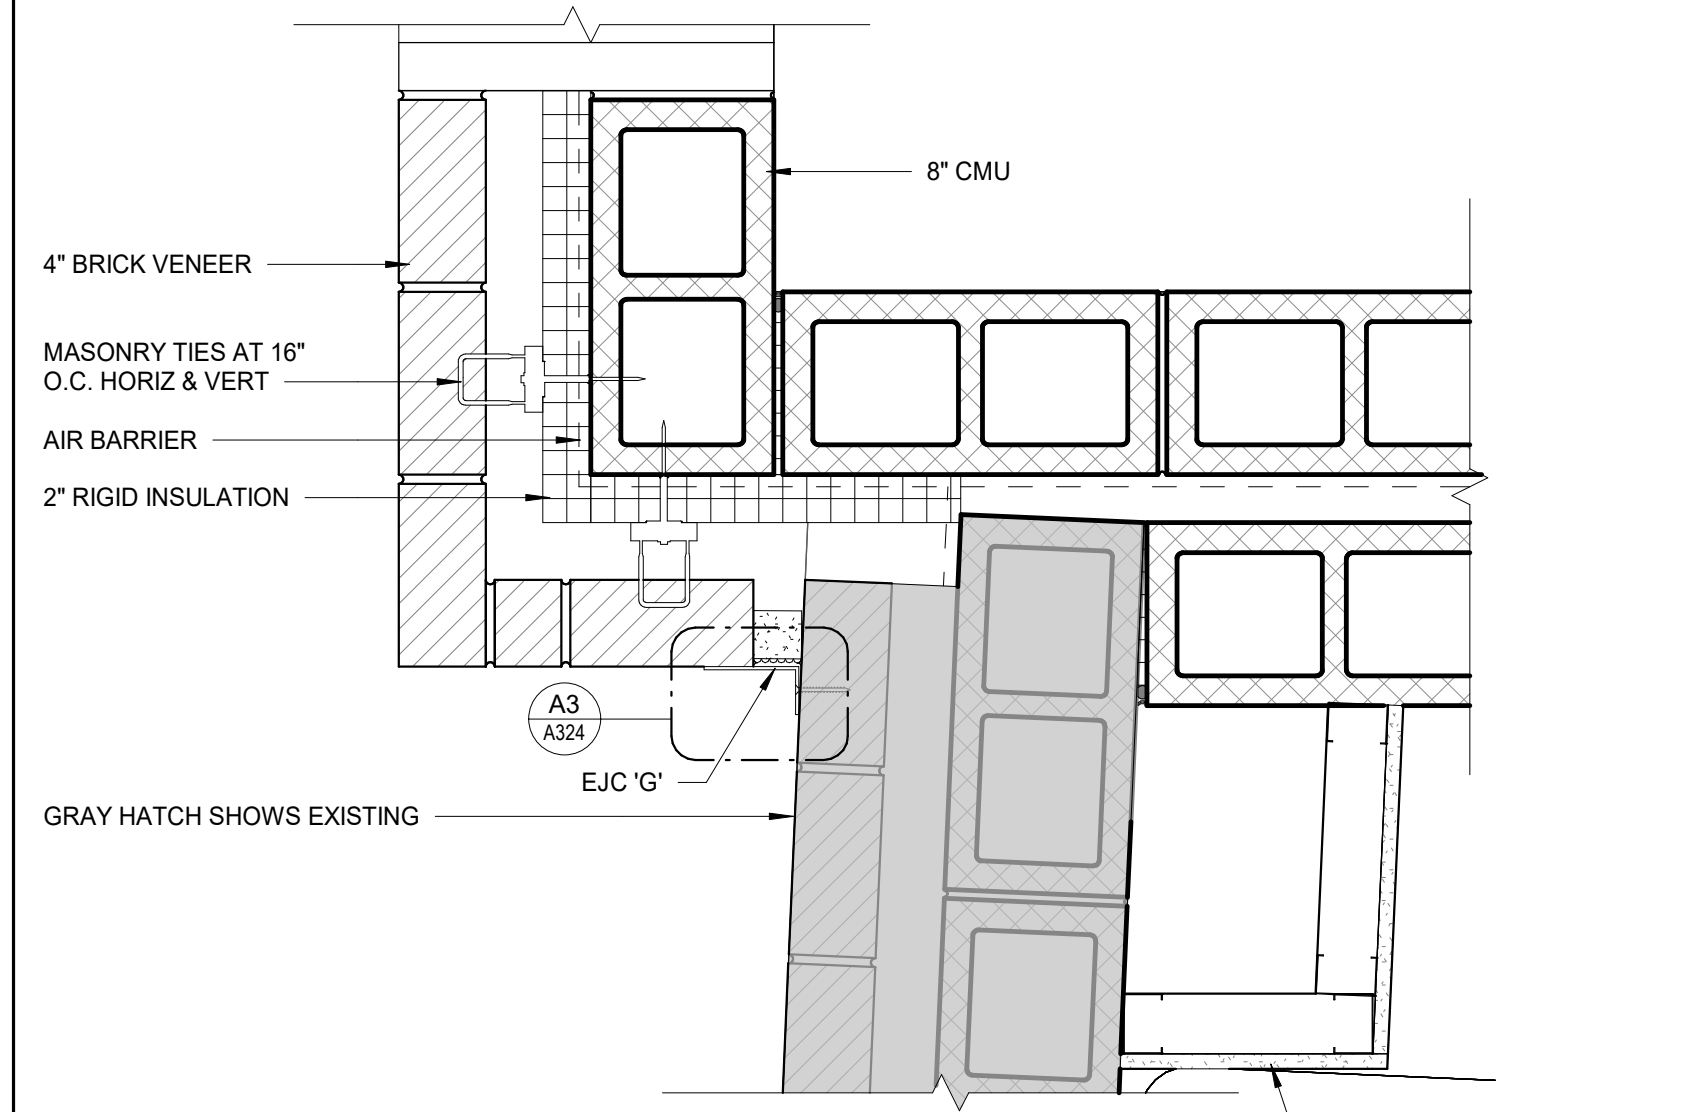 8" CMU
4" BRICK VENEER
MASONRY TIES AT 16"
O.C. HORIZ & VERT
AIR BARRIER
2" RIGID INSULATION
A3
A324
EJC 'G'
GRAY HATCH SHOWS EXISTING